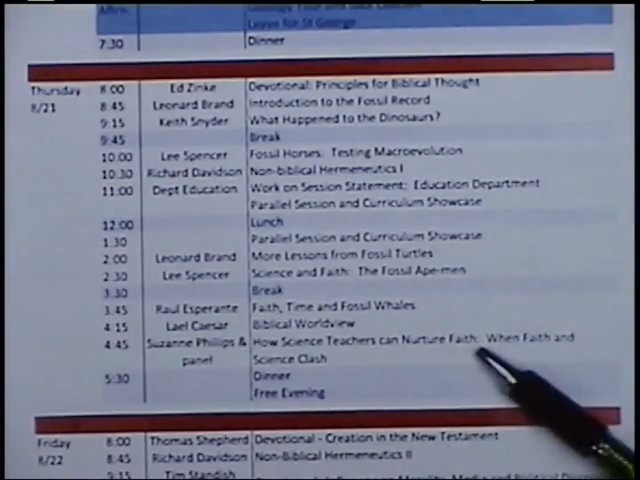 Leave for St George
7:30 Dinner
Thursday 8:00 Ed Zinke Devotional: Principles for Biblical Thought
8/21 8:45 Leonard Brand Introduction to the Fossil Record
9:15 Keith Snyder What Happened to the Dinosaurs?
9:45 Break
10:00 Lee Spencer Fossil Horses: Testing Macroevolution
10:30 Richard Davidson Non-biblical Hermeneutics I
11:00 Dept Education Work on Session Statement: Education Department
Parallel Session and Curriculum Showcase
12:00 Lunch
1:30 Parallel Session and Curriculum Showcase
2:00 Leonard Brand More Lessons from Fossil Turtles
2:30 Lee Spencer Science and Faith: The Fossil Ape-men
3:30 Break
3:45 Raul Esperante Faith, Time and Fossil Whales
4:15 Lael Caesar Biblical Worldview
4:45 Suzanne Phillips & How Science Teachers can Nurture Faith: When Faith and
panel Science Clash
5:30 Dinner
Free Evening
Friday 8:00 Thomas Shepherd Devotional - Creation in the New Testament
8/22 8:45 Richard Davidson Non-Biblical Hermeneutics II
9:15 Tim Standish